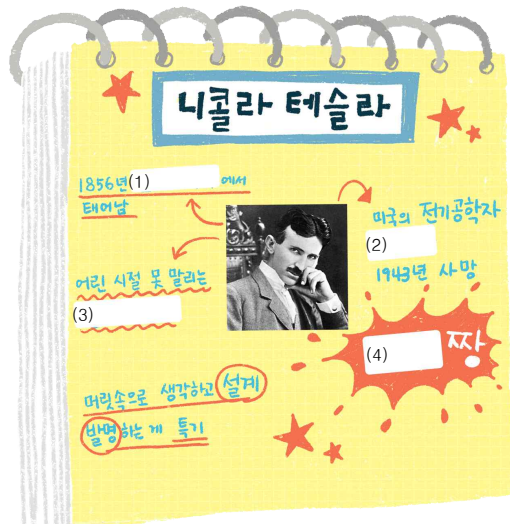 니콜라 테슬라
1856년(1) 에서
태어남
미국의 전기공학자
(2)
1943년 사망
어린 시절 못 말리는
(3)
(4) 짱
머릿속으로 생각하고 설계
발명하는 게 특기